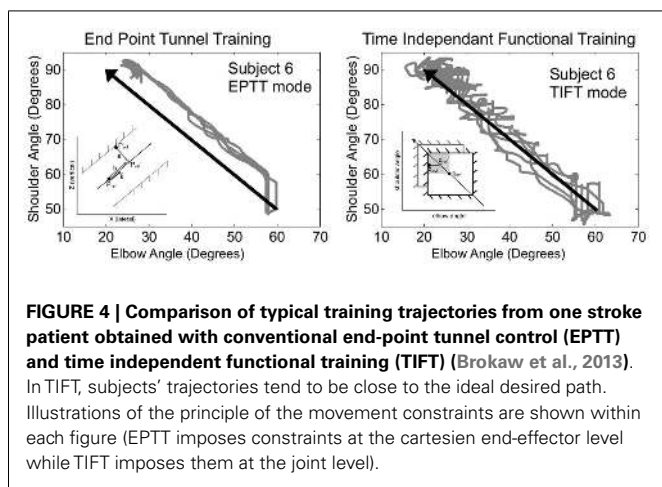 End Point Tunnel Training
Subject 6
EPTT mode
Shoulder Angle (Degrees)
90
80
70
60
50
10 20 30 40 50 60 70
Elbow Angle (Degrees)
X (lateral)
Time Independant Functional Training
Subject 6
TIFT mode
Shoulder Angle (Degrees)
90
80
70
60
50
10 20 30 40 50 60 70
Elbow Angle (Degrees)
shoulder angle
FIGURE 4 | Comparison of typical training trajectories from one stroke
patient obtained with conventional end-point tunnel control (EPTT)
and time independent functional training (TIFT) (Brokaw et al., 2013).
In TIFT, subjects’ trajectories tend to be close to the ideal desired path.
Illustrations of the principle of the movement constraints are shown within
each figure (EPTT imposes constraints at the cartesien end-effector level
while TIFT imposes them at the joint level).